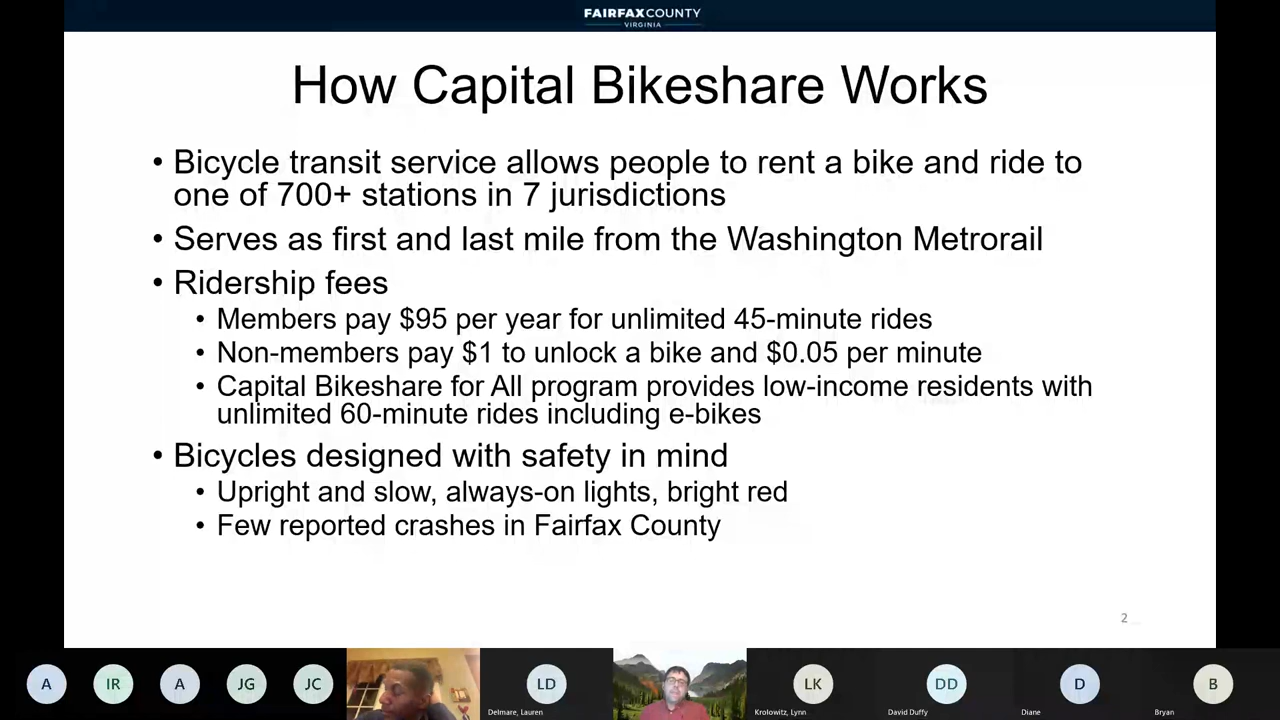 FAIRFAX COUNTY
VIRGINIA
How Capital Bikeshare Works
• Bicycle transit service allows people to rent a bike and ride to
one of 700+ stations in 7 jurisdictions
• Serves as first and last mile from the Washington Metrorail
• Ridership fees
• Members pay $95 per year for unlimited 45-minute rides
• Non-members pay $1 to unlock a bike and $0.05 per minute
• Capital Bikeshare for All program provides low-income residents with
unlimited 60-minute rides including e-bikes
• Bicycles designed with safety in mind
• Upright and slow, always-on lights, bright red
• Few reported crashes in Fairfax County
2
A IR A JG JC LD LK DD D B
Delmare, Lauren Krolowitz, Lynn David Duffy Diane Bryan